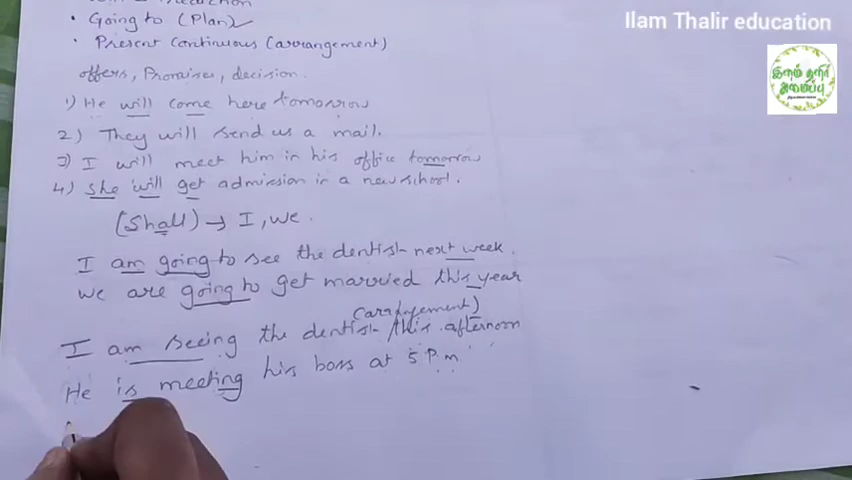 Ilam Thalir education
இளம் தளிர்
அமைப்பு
• Going to (Plan)
• Present Continuous (arrangement)
offers, Promises, decision.
1) He will come here tomorrow
2) They will send us a mail.
3) I will meet him in his office tomorrow
4) She will get admission in a new school.
(Shall) → I, we.
I am going to see the dentist next week.
we are going to get married this year
(arrangement)
I am seeing the dentist this afternoon
He is meeting his boss at 5 P.m